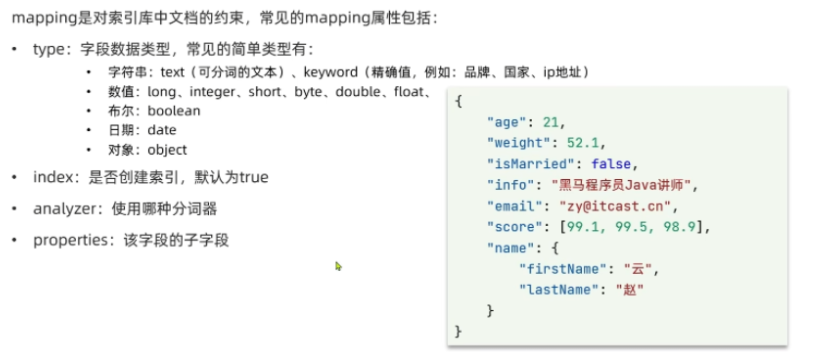 mapping是对索引库中文档的约束，常见的mapping属性包括：
• type：字段数据类型，常见的简单类型有：
• 字符串：text（可分词的文本）、keyword（精确值，例如：品牌、国家、ip地址）
• 数值：long、integer、short、byte、double、float、
• 布尔：boolean
• 日期：date
• 对象：object
• index：是否创建索引，默认为true
• analyzer：使用哪种分词器
• properties：该字段的子字段
{
"age": 21,
"weight": 52.1,
"isMarried": false,
"info": "黑马程序员Java讲师",
"email": "zy@itcast.cn",
"score": [99.1, 99.5, 98.9],
"name": {
"firstName": "云",
"lastName": "赵"
}
}